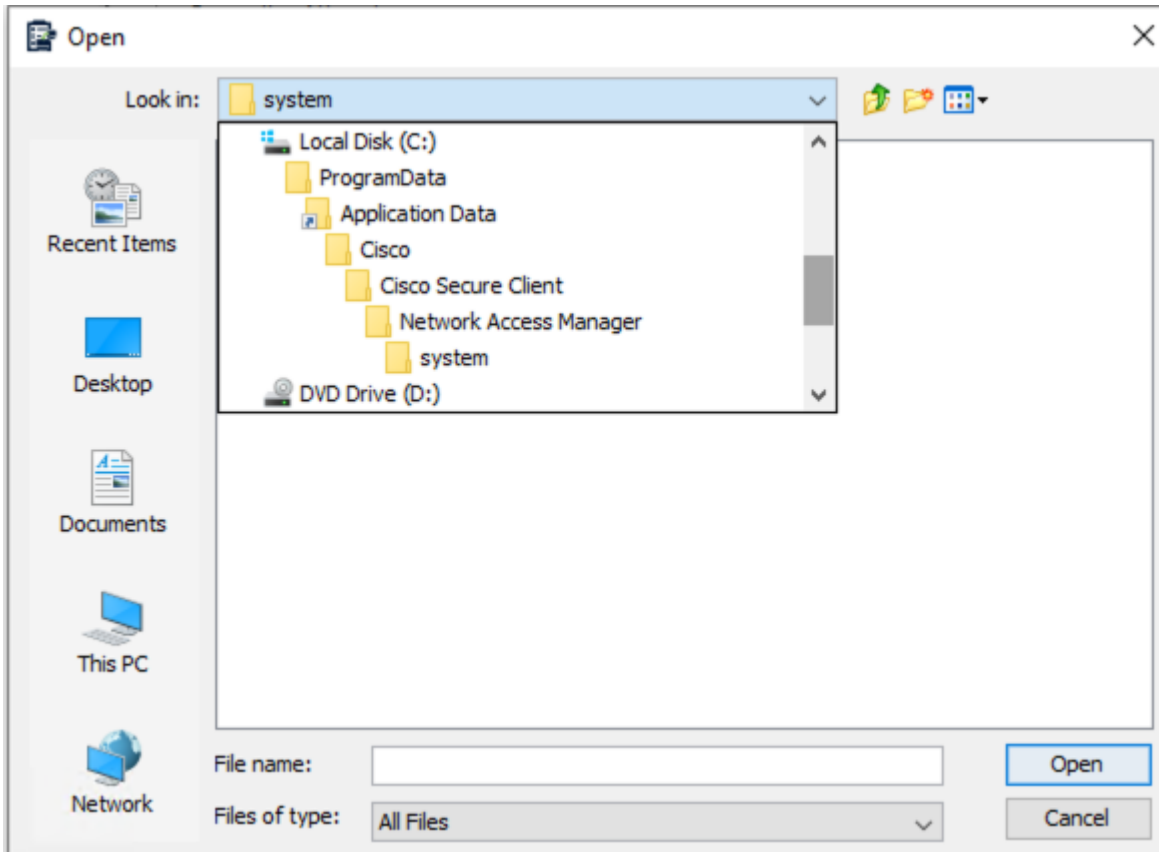 Open
Look in: system
Local Disk (C:)
ProgramData
Application Data
Cisco
Cisco Secure Client
Network Access Manager
system
DVD Drive (D:)
Recent Items
Desktop
Documents
This PC
Network
File name:
Open
Files of type: All Files
Cancel